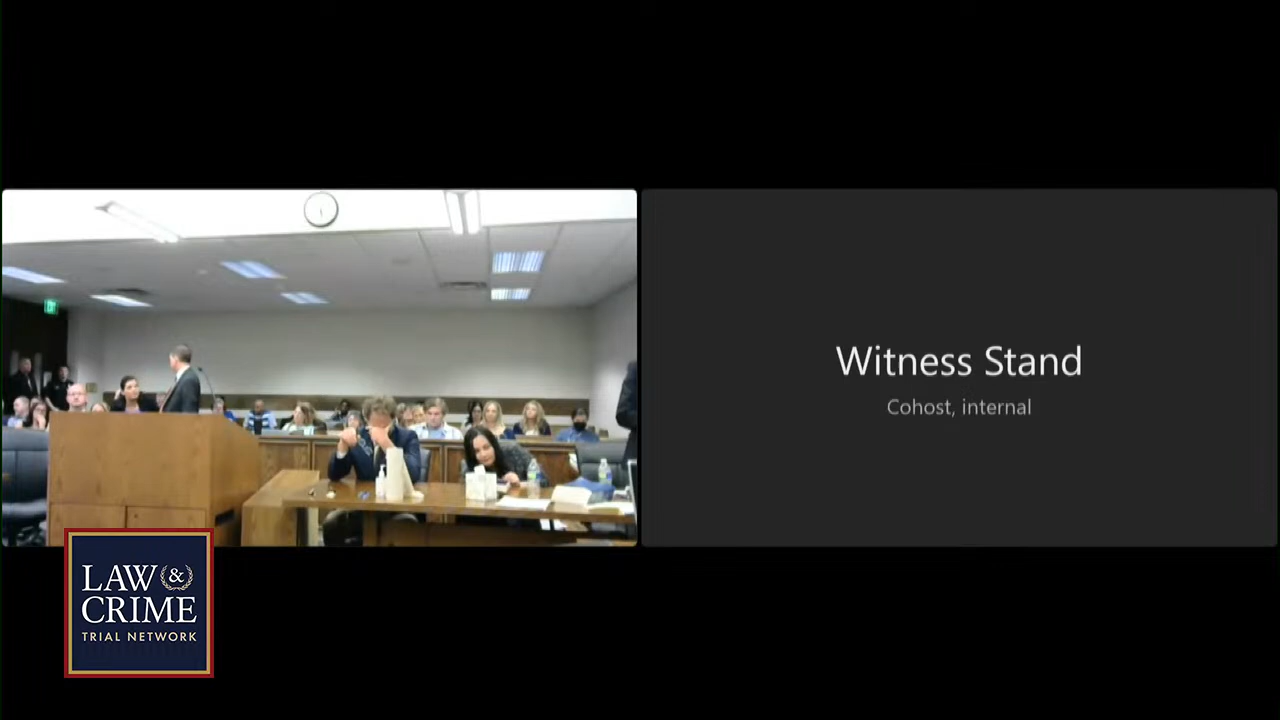 Witness Stand
Cohost, internal
LAW &
CRIME
TRIAL NETWORK